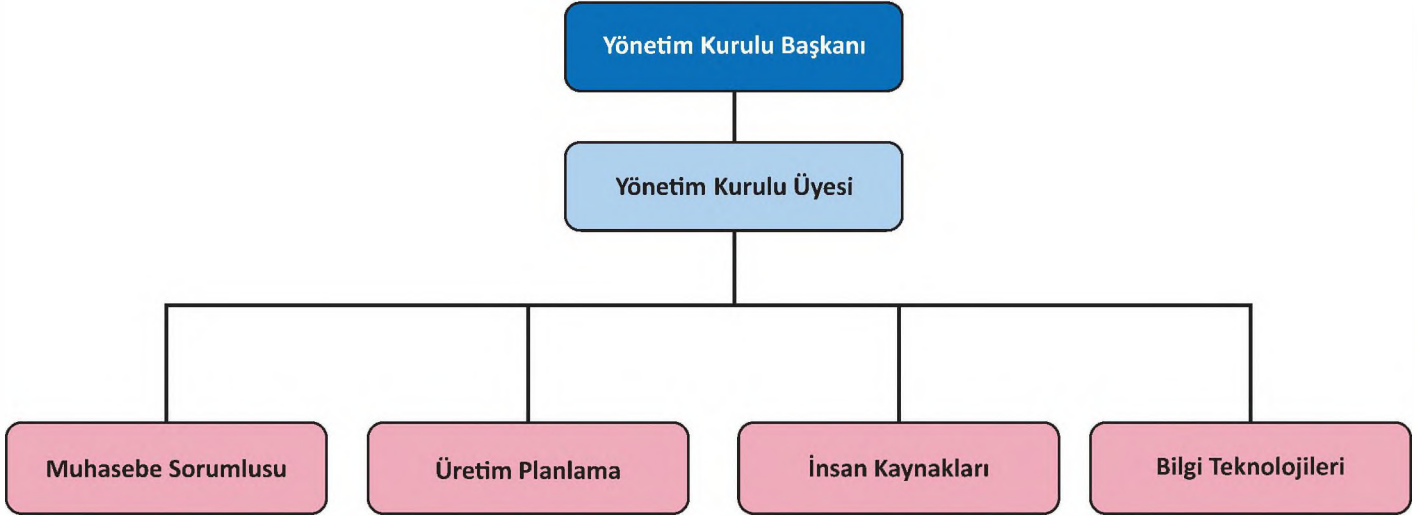 Yönetim Kurulu Başkanı
Yönetim Kurulu Üyesi
Muhasebe Sorumlusu
Üretim Planlama
İnsan Kaynakları
Bilgi Teknolojileri